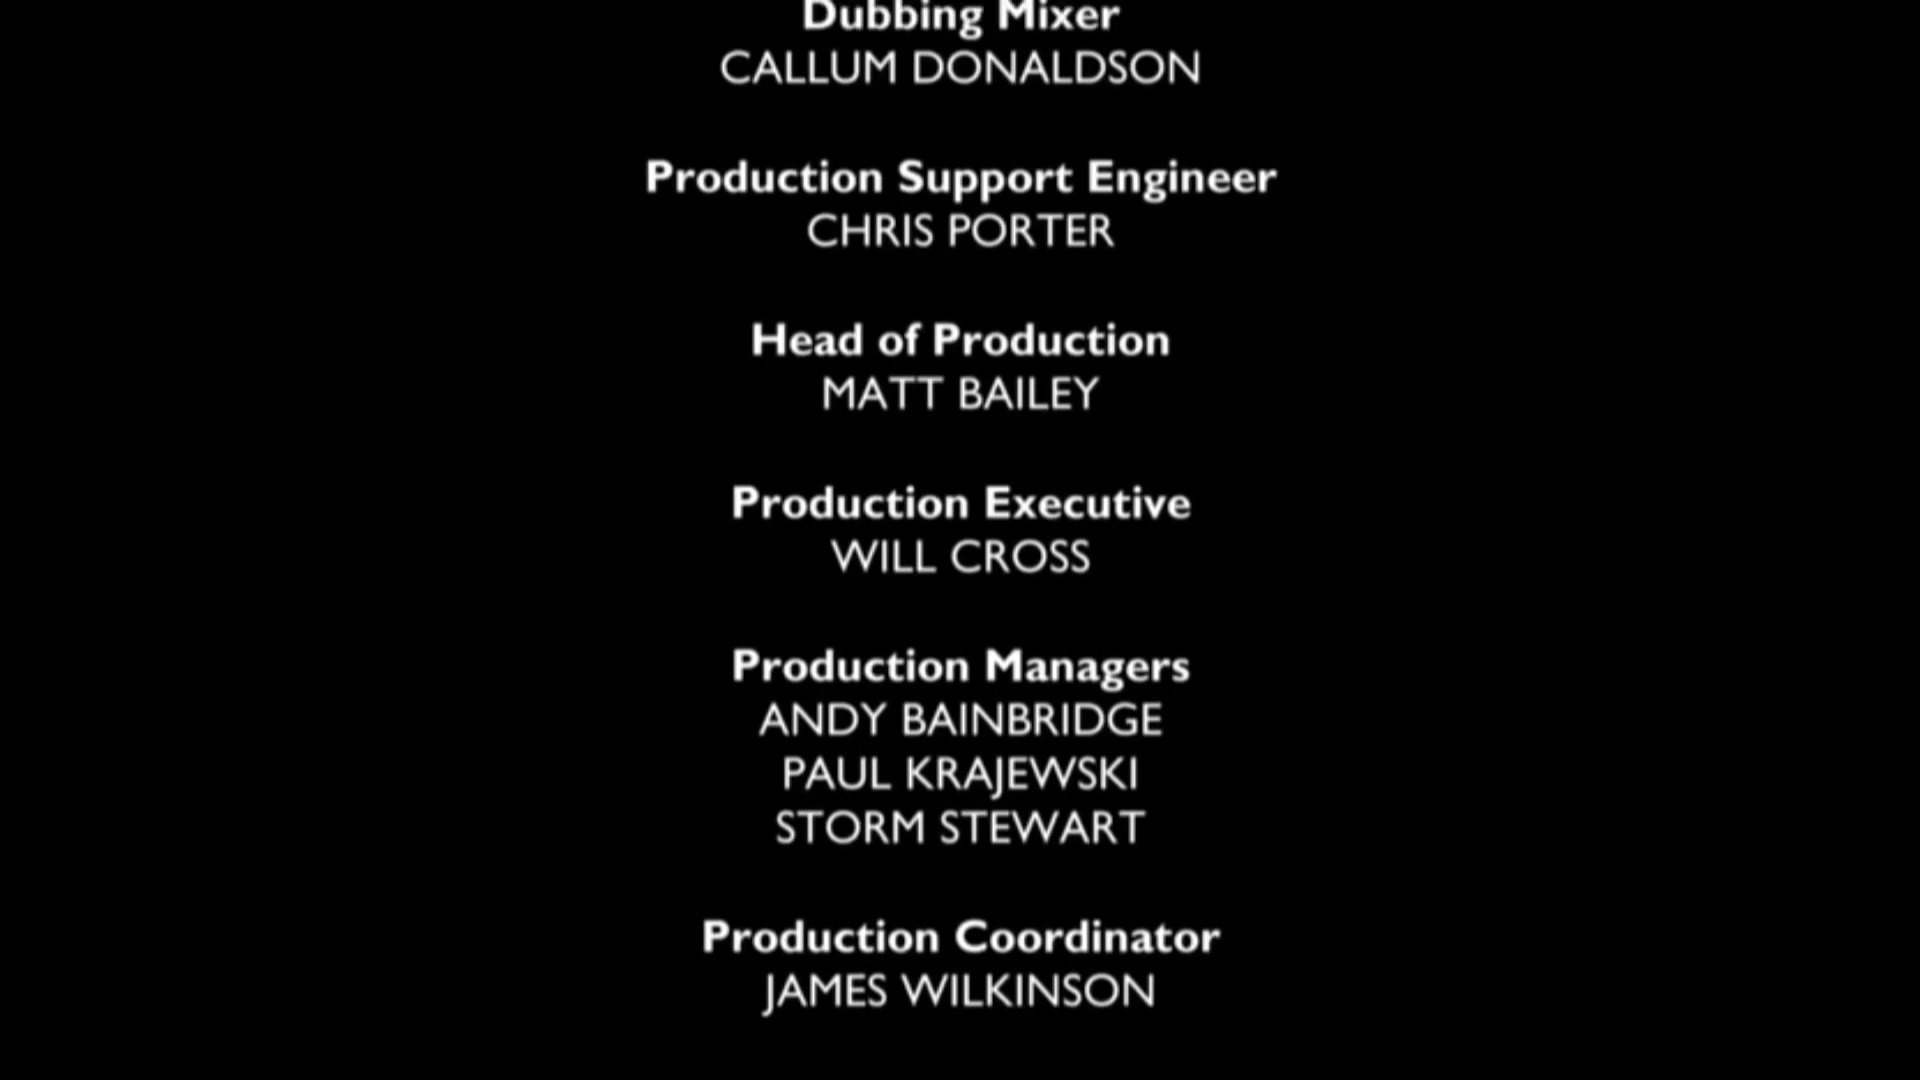 Dubbing Mixer
CALLUM DONALDSON
Production Support Engineer
CHRIS PORTER
Head of Production
MATT BAILEY
Production Executive
WILL CROSS
Production Managers
ANDY BAINBRIDGE
PAUL KRAJEWSKI
STORM STEWART
Production Coordinator
JAMES WILKINSON